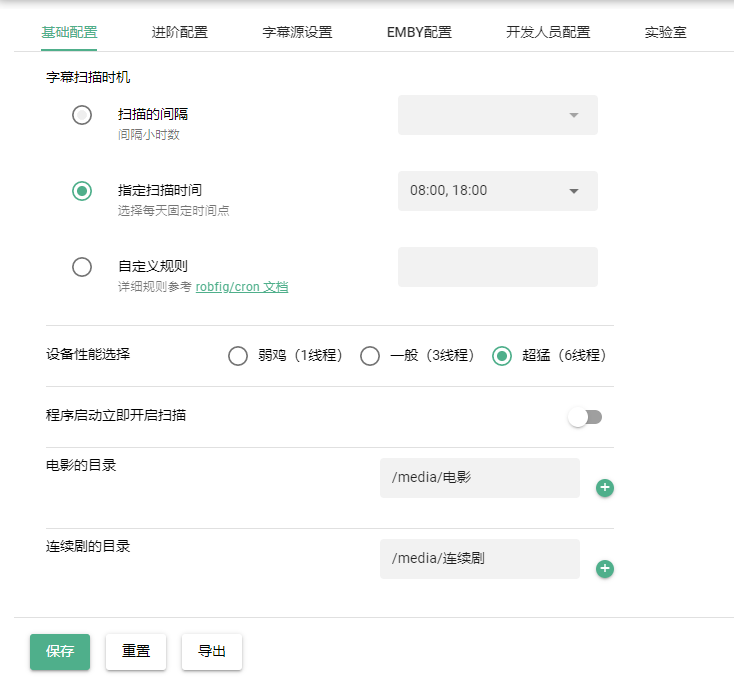 基础配置 进阶配置 字幕源设置 EMBY配置 开发人员配置 实验室
字幕扫描时机
扫描的间隔
间隔小时数
指定扫描时间 08:00, 18:00
选择每天固定时间点
自定义规则
详细规则参考 robfig/cron 文档
设备性能选择 弱鸡（1线程） 一般（3线程） 超猛（6线程）
程序启动立即开启扫描
电影的目录
/media/电影
连续剧的目录
/media/连续剧
保存 重置 导出